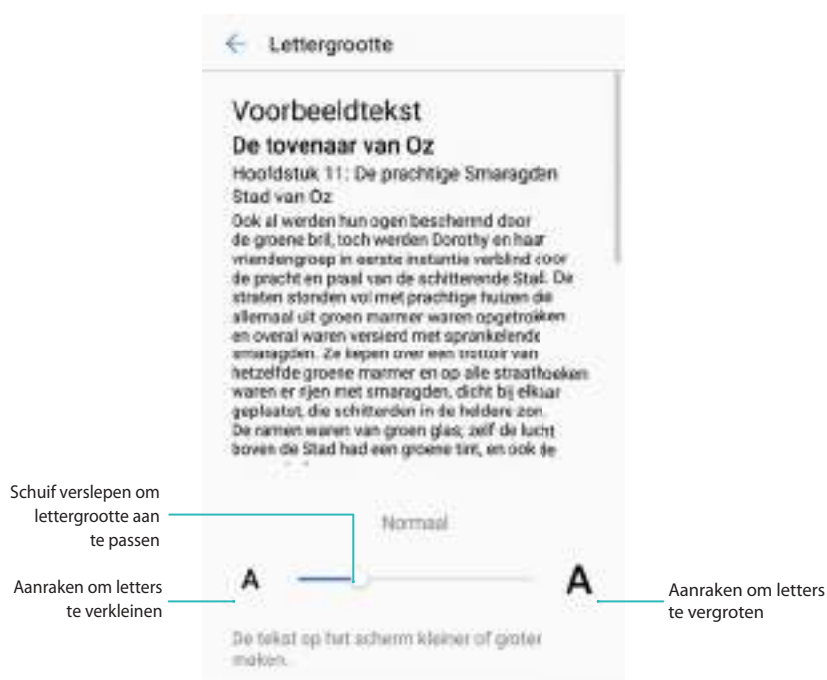 Lettergrootte
Voorbeeldtekst
De tovenaar van Oz
Hoofdstuk 11: De prachtige Smaragden
Stad van Oz
Ook al werden hun ogen beschermd door
de groene bril, toch werden Dorothy en haar
vriendengroep in eerste instantie verblind door
de pracht en praal van de schitterende Stad. De
straten stonden vol met prachtige huizen die
allemaal uit groen marmer waren opgetrokken
en overal waren versierd met sprankelende
smaragden. Ze liepen over een trottoir van
hetzelfde groene marmer en op alle straathoeken
waren er rijen met smaragden, dicht bij elkaar
geplaatst, die schitterden in de heldere zon.
De ramen waren van groen glas; zelf de lucht
boven de Stad had een groene tint, en ook de
Schuif verslepen om
lettergrootte aan
te passen
Normaal
Aanraken om letters
te verkleinen
A
A
Aanraken om letters
te vergroten
De tekst op het scherm kleiner of groter
maken.